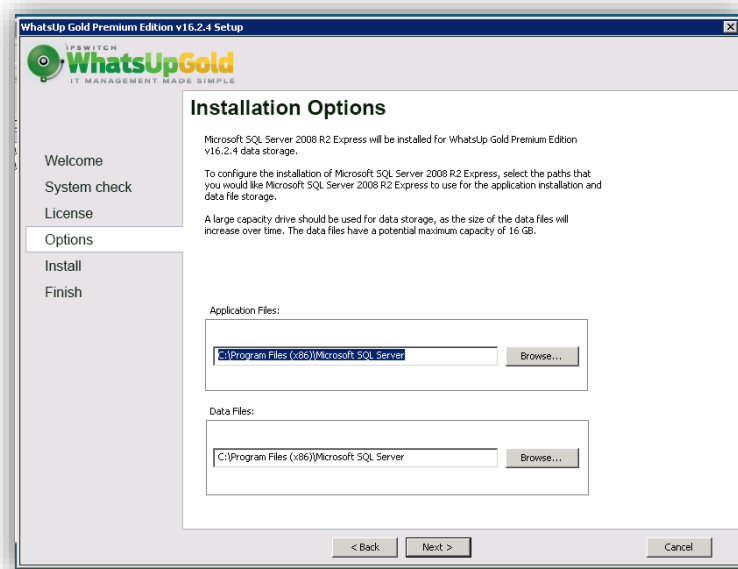 WhatsUp Gold Premium Edition v16.2.4 Setup
IPSWITCH
WhatsUpGold
IT MANAGEMENT MADE SIMPLE
Installation Options
Microsoft SQL Server 2008 R2 Express will be installed for WhatsUp Gold Premium Edition
v16.2.4 data storage.
To configure the installation of Microsoft SQL Server 2008 R2 Express, select the paths that
you would like Microsoft SQL Server 2008 R2 Express to use for the application installation and
data file storage.
A large capacity drive should be used for data storage, as the size of the data files will
increase over time. The data files have a potential maximum capacity of 16 GB.
Welcome
System check
License
Options
Install
Finish
Application Files:
C:\Program Files (x86)\Microsoft SQL Server
Browse...
Data Files:
C:\Program Files (x86)\Microsoft SQL Server
Browse...
< Back
Next >
Cancel